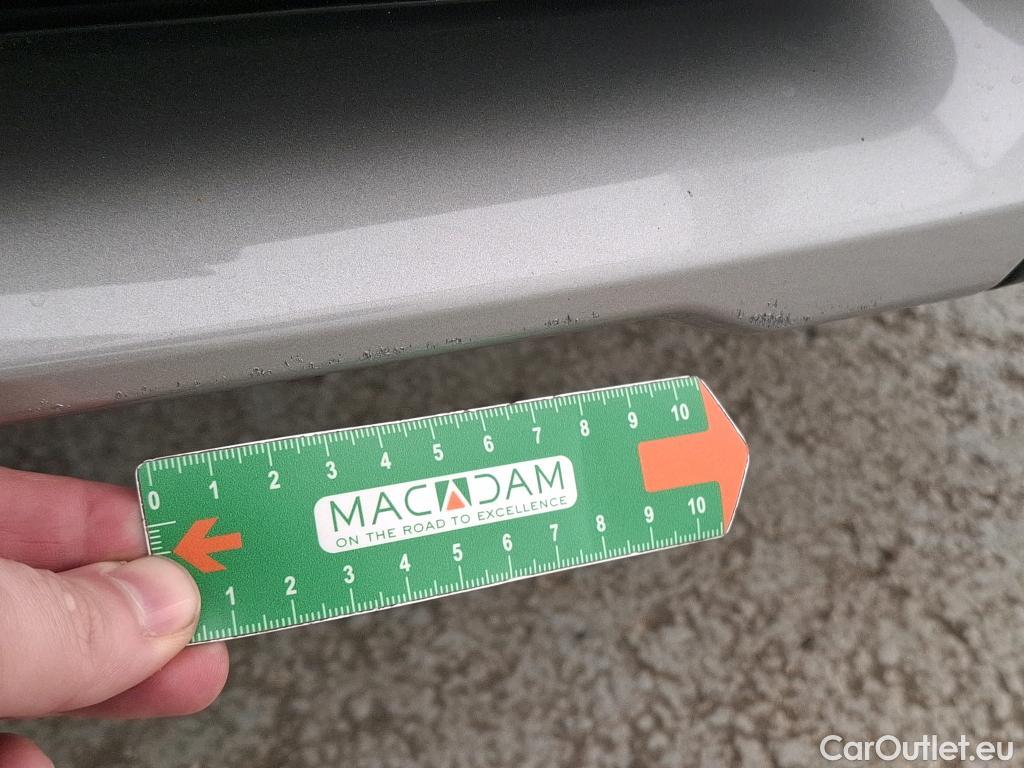 0 1 2 3 4 5 6 7 8 9 10
MACADAM
ON THE ROAD TO EXCELLENCE
1 2 3 4 5 6 7 8 9 10
CarOutlet.eu